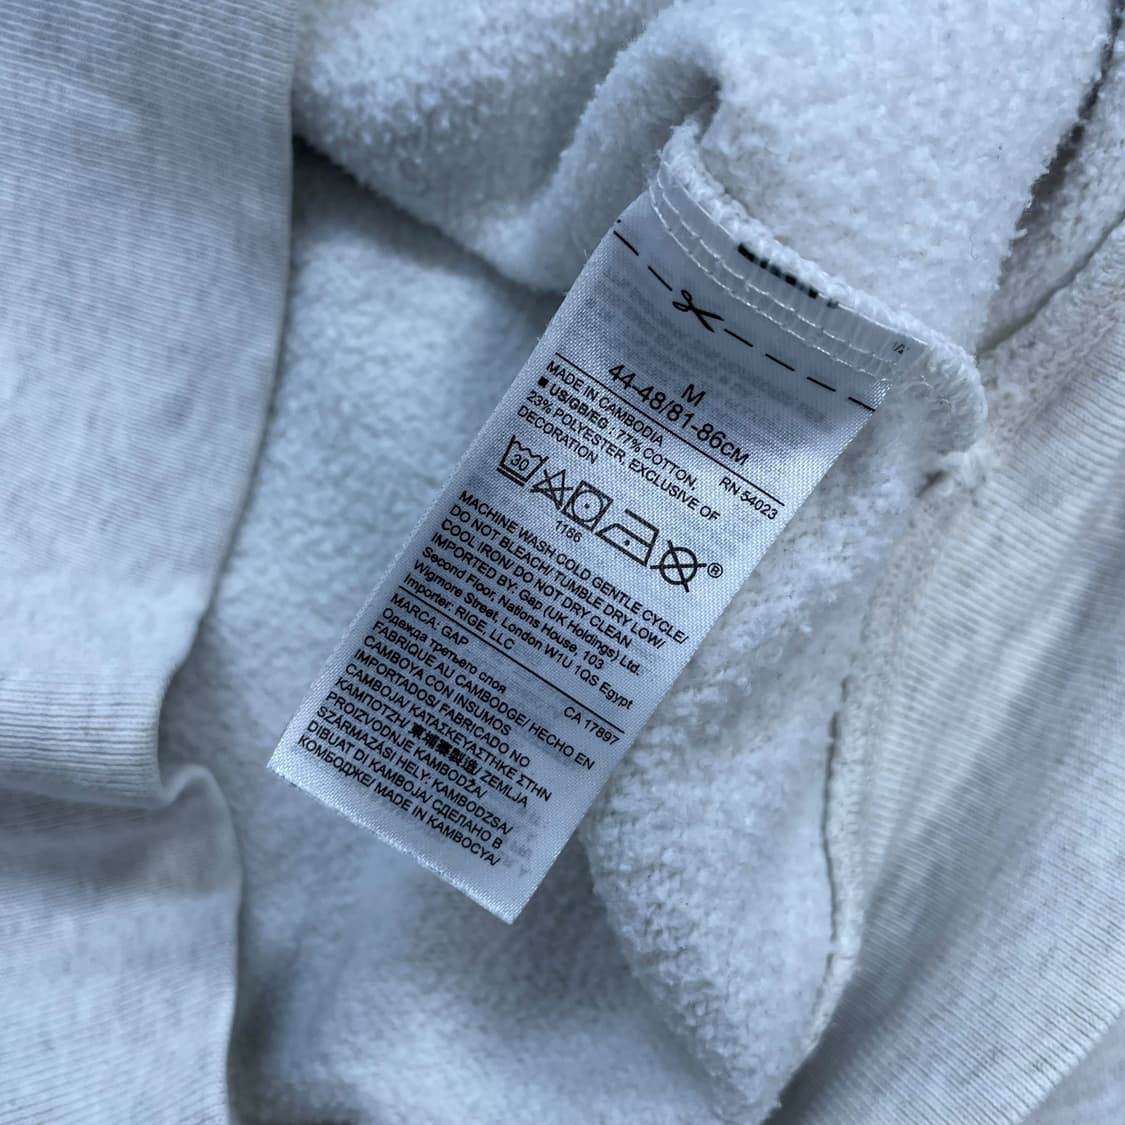 M
44-48/81-86CM
MADE IN CAMBODIA RN 54023
■ US/GB/EG : 77% COTTON.
23% POLYESTER. EXCLUSIVE OF
DECORATION
30
1166
®
MACHINE WASH COLD GENTLE CYCLE/
DO NOT BLEACH/ TUMBLE DRY LOW/
COOL IRON/ DO NOT DRY CLEAN.
IMPORTED BY: Gap (UK Holdings) Ltd.
Second Floor, Nations House, 103
Wigmore Street, London W1U 1QS Egypt
Importer: RIGE, LLC
MARCA: GAP CA 17897
Одежда третьего слоя
FABRIQUE AU CAMBODGE/ HECHO EN
CAMBOYA CON INSUMOS
IMPORTADOS/ FABRICADO NO
CAMBOJA/ ΚΑΤΑΣΚΕΥΑΣΤΗΚΕ ΣΤΗΝ
ΚΑΜΠΟΤΖΗ/ 製造/ ZEMLJA
PROIZVODNJE KAMBODŽA/
SZÁRMAZÁSI HELY: KAMBODZSA/
DIBUAT DI KAMBOJA/ СДЕЛАНО В
КОМБОДЖЕ/ MADE IN KAMBOCYA/